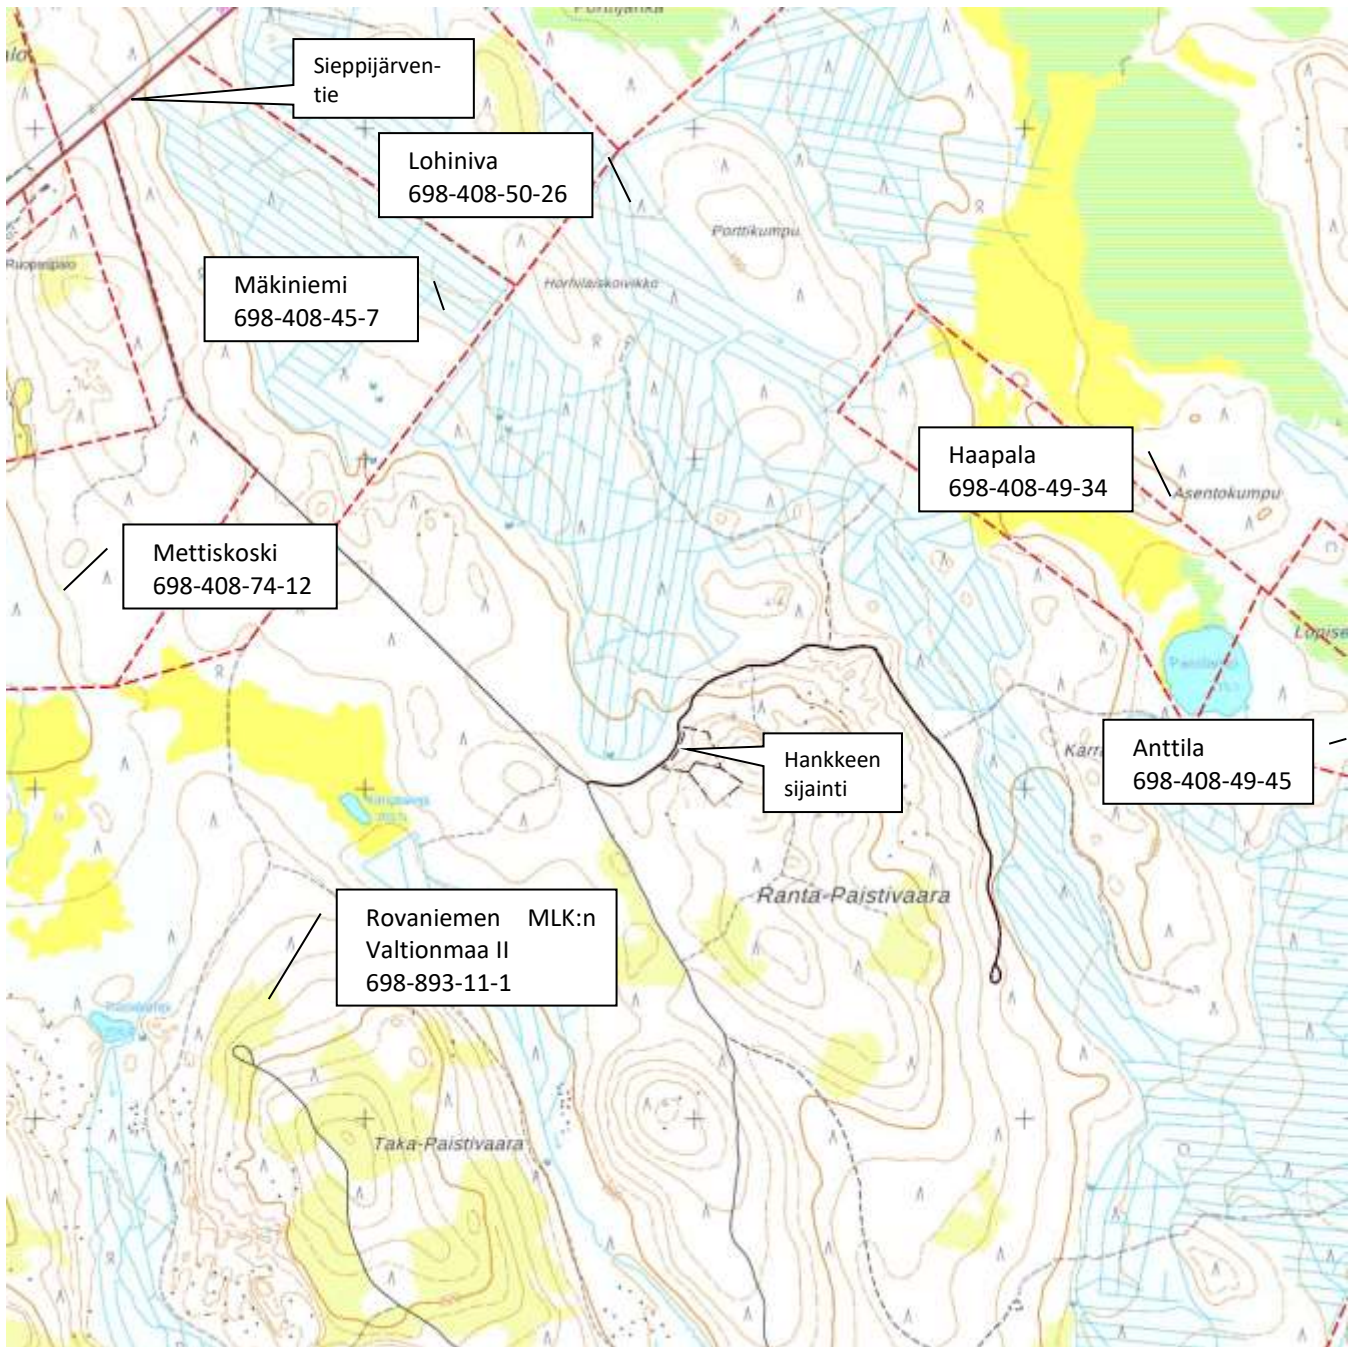 Sieppijärven-
tie
Lohiniva
698-408-50-26
Porttikumpu
Mäkiniemi
698-408-45-7
Haapala
698-408-49-34
Asentokumpu
Mettiskoski
698-408-74-12
Hankkeen
sijainti
Anttila
698-408-49-45
Ranta-Paistivaara
Rovaniemen MLK:n
Valtionmaa II
698-893-11-1
Taka-Paistivaara